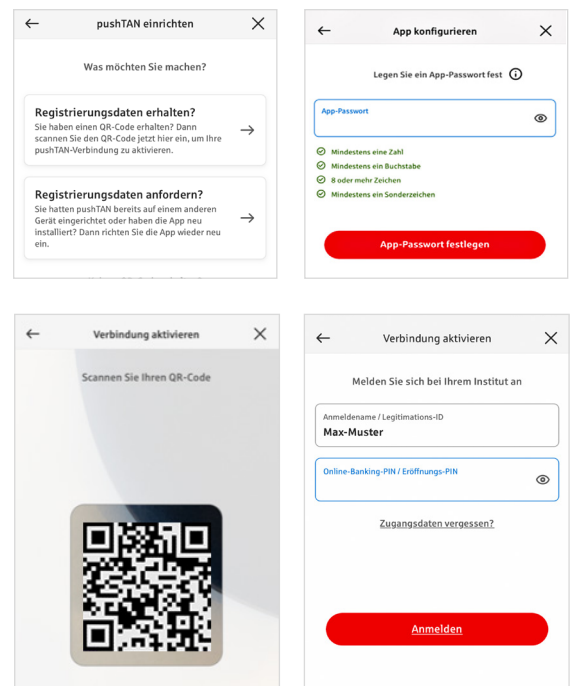 pushTAN einrichten
Was möchten Sie machen?
Registrierungsdaten erhalten?
Sie haben einen QR-Code erhalten? Dann
scannen Sie den QR-Code jetzt hier ein, um Ihre
pushTAN-Verbindung zu aktivieren.
Registrierungsdaten anfordern?
Sie hatten pushTAN bereits auf einem anderen
Gerät eingerichtet oder haben die App neu
installiert? Dann richten Sie die App wieder neu
ein.
App konfigurieren
Legen Sie ein App-Passwort fest
App-Passwort
Mindestens eine Zahl
Mindestens ein Buchstabe
8 oder mehr Zeichen
Mindestens ein Sonderzeichen
App-Passwort festlegen
Verbindung aktivieren
Scannen Sie Ihren QR-Code
Verbindung aktivieren
Melden Sie sich bei Ihrem Institut an
Anmeldename / Legitimations-ID
Max-Muster
Online-Banking-PIN / Eröffnungs-PIN
Zugangsdaten vergessen?
Anmelden